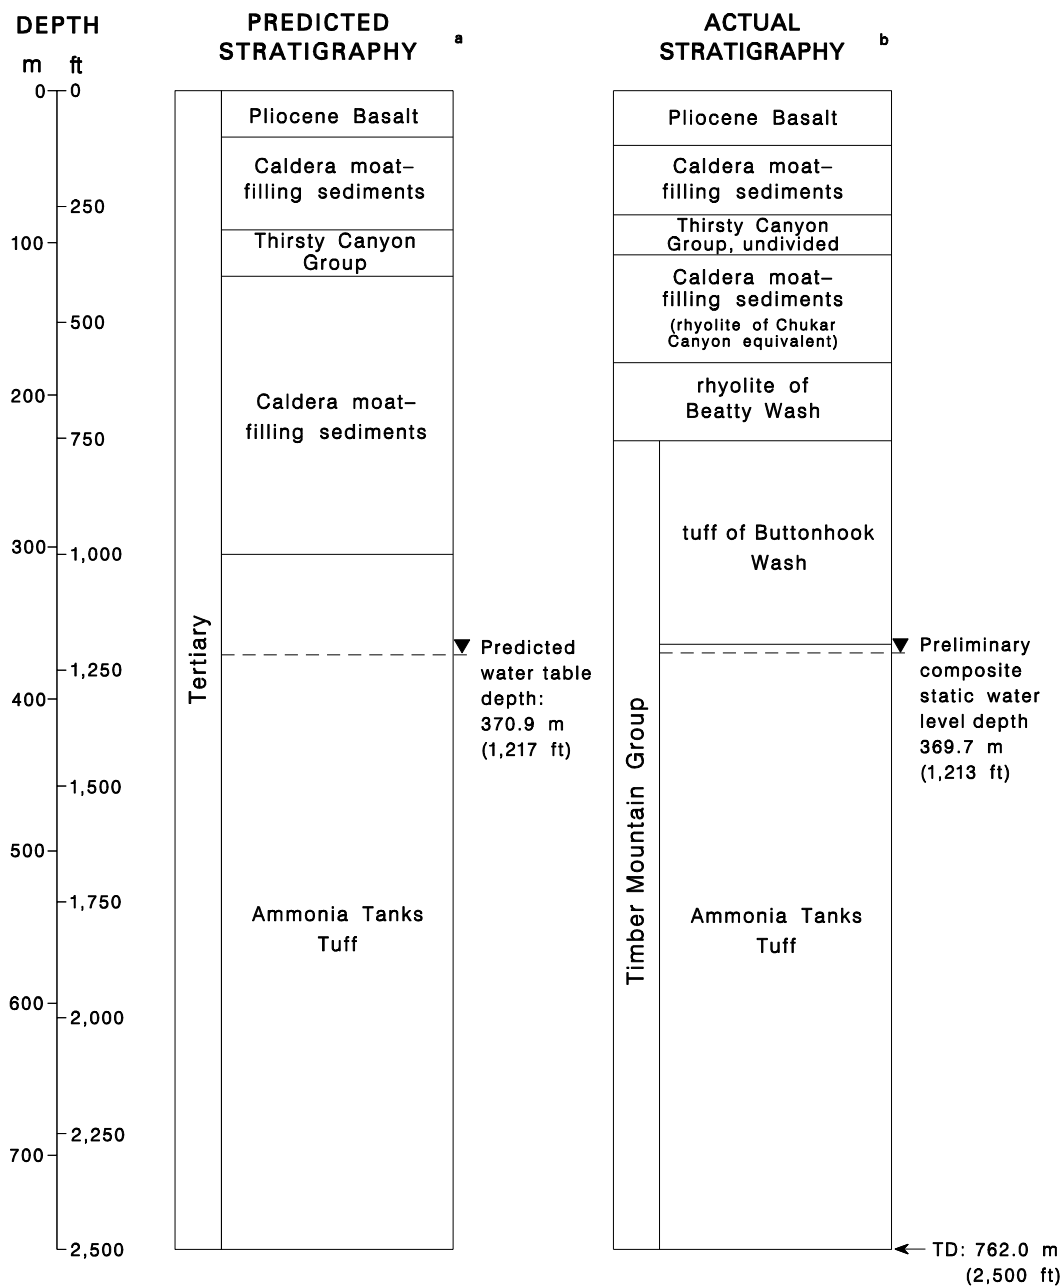 DEPTH
m ft
0 0
250
100
500
200
750
300
1,000
1,250
400
1,500
500
1,750
600
2,000
2,250
700
2,500
PREDICTED
STRATIGRAPHY a
Tertiary
Pliocene Basalt
Caldera moat–
filling sediments
Thirsty Canyon
Group
Caldera moat–
filling sediments
Ammonia Tanks
Tuff
Predicted
water table
depth:
370.9 m
(1,217 ft)
ACTUAL
STRATIGRAPHY b
Pliocene Basalt
Caldera moat–
filling sediments
Thirsty Canyon
Group, undivided
Caldera moat–
filling sediments
(rhyolite of Chukar
Canyon equivalent)
rhyolite of
Beatty Wash
Timber Mountain Group
tuff of Buttonhook
Wash
Ammonia Tanks
Tuff
Preliminary
composite
static water
level depth
369.7 m
(1,213 ft)
TD: 762.0 m
(2,500 ft)